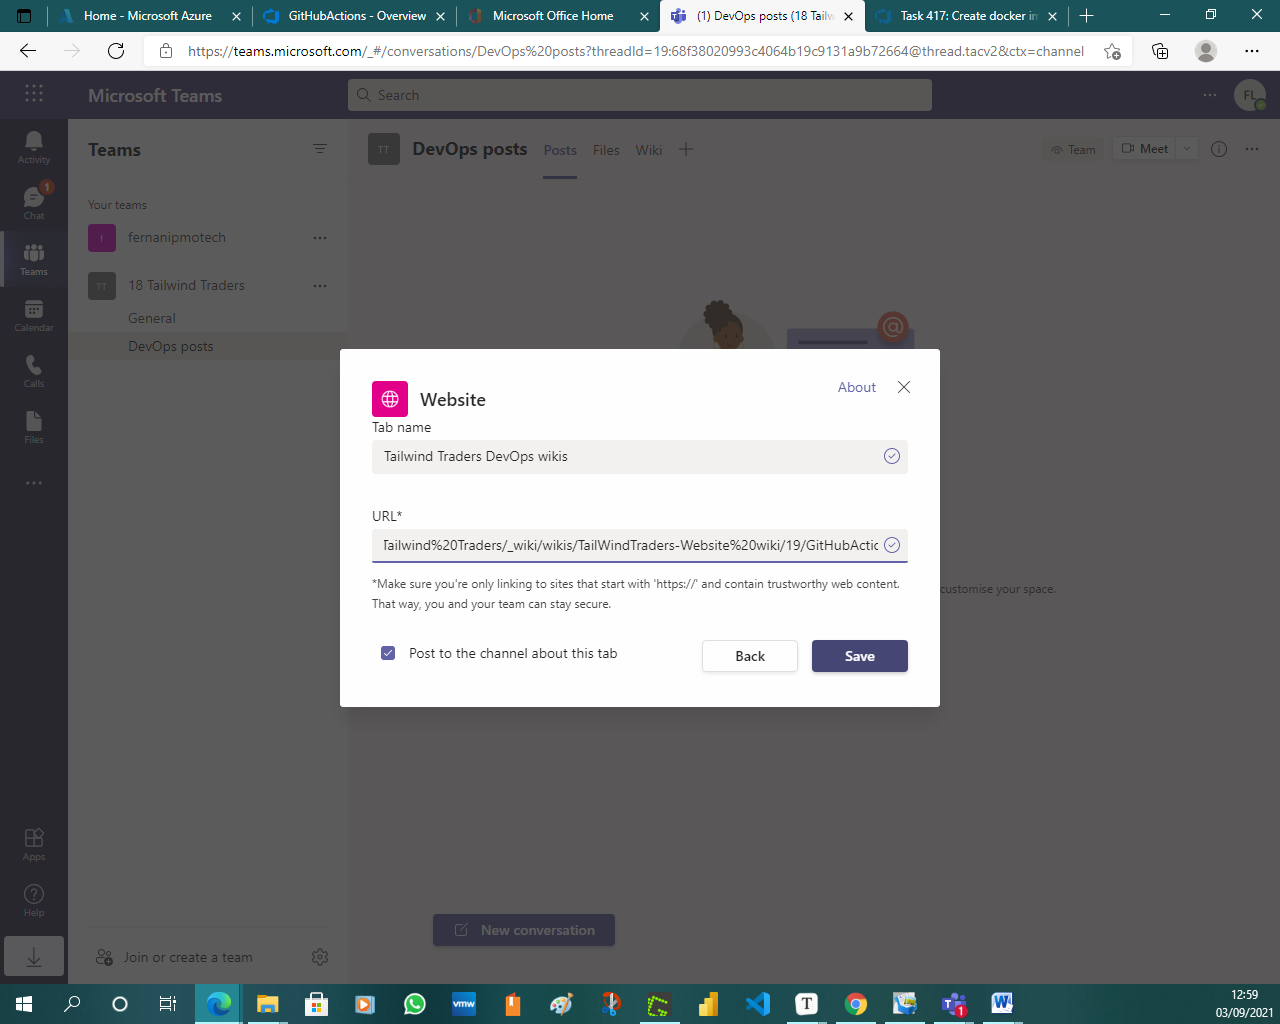 Home - Microsoft Azure
GitHubActions - Overview
Microsoft Office Home
(1) DevOps posts (18 Tailw
Task 417: Create docker im
https://teams.microsoft.com/_#/conversations/DevOps%20posts?threadId=19:68f38020993c4064b19c9131a9b72664@thread.tacv2&ctx=channel
Microsoft Teams
Search
FL
Activity
Chat
1
Teams
Calendar
Calls
Files
Apps
Help
Teams
Your teams
f
fernanipmotech
TT
18 Tailwind Traders
General
DevOps posts
Join or create a team
TT
DevOps posts
Posts
Files
Wiki
Team
Meet
@
customise your space.
New conversation
Website
About
Tab name
Tailwind Traders DevOps wikis
URL*
Tailwind%20Traders/_wiki/wikis/TailWindTraders-Website%20wiki/19/GitHubActic
*Make sure you're only linking to sites that start with 'https://' and contain trustworthy web content.
That way, you and your team can stay secure.
Post to the channel about this tab
Back
Save
vmw
T
1
W
12:59
03/09/2021